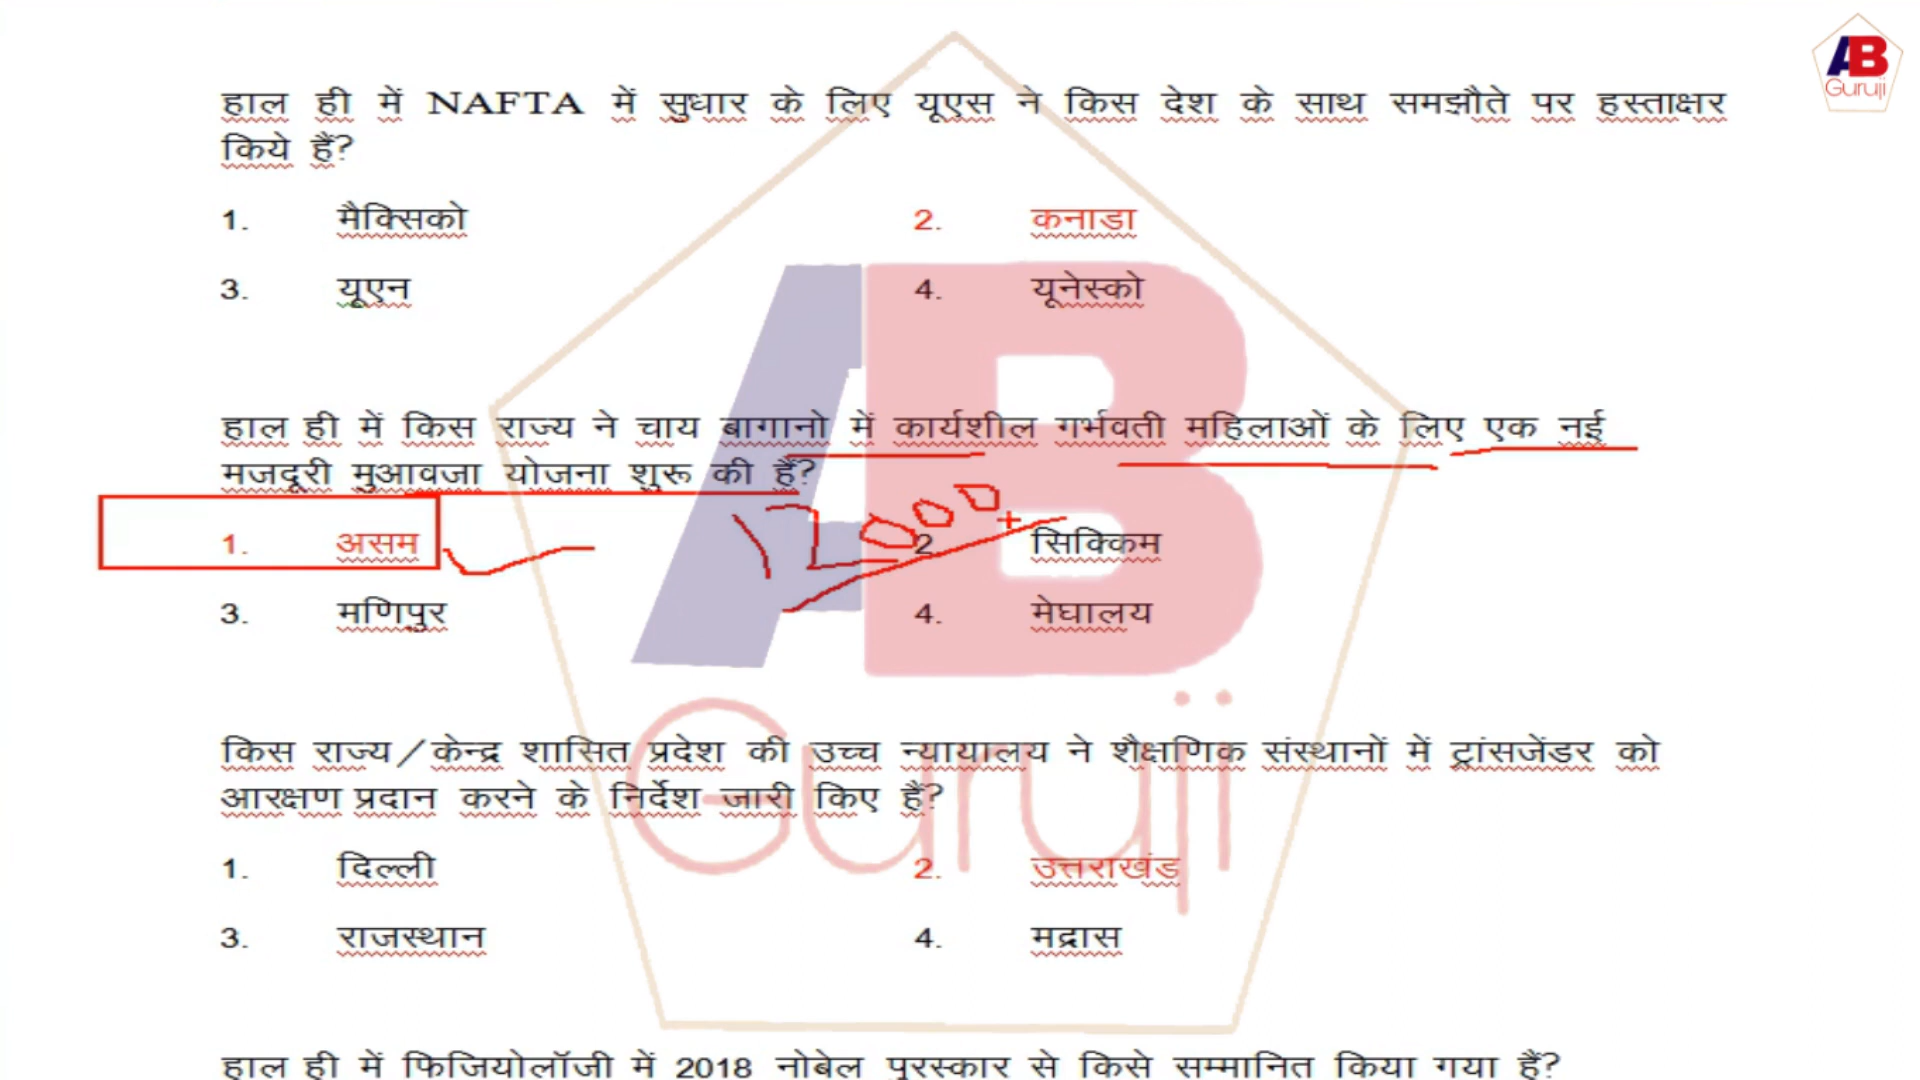 AB
Guruji
हाल ही में NAFTA में सुधार के लिए यूएस ने किस देश के साथ समझौते पर हस्ताक्षर
किये हैं?
1. मैक्सिको 2. कनाडा
3. यूएन 4. यूनेस्को
हाल ही में किस राज्य ने चाय बागानो में कार्यशील गर्भवती महिलाओं के लिए एक नई
मजदूरी मुआवजा योजना शुरू की हैं?
12000
1. असम 2. सिक्किम
3. मणिपुर 4. मेघालय
AB
Guruji
किस राज्य/केन्द्र शासित प्रदेश की उच्च न्यायालय ने शैक्षणिक संस्थानों में ट्रांसजेंडर को
आरक्षण प्रदान करने के निर्देश जारी किए हैं?
1. दिल्ली 2. उत्तराखंड
3. राजस्थान 4. मद्रास
हाल ही में फिजियोलॉजी में 2018 नोबेल पुरस्कार से किसे सम्मानित किया गया हैं?